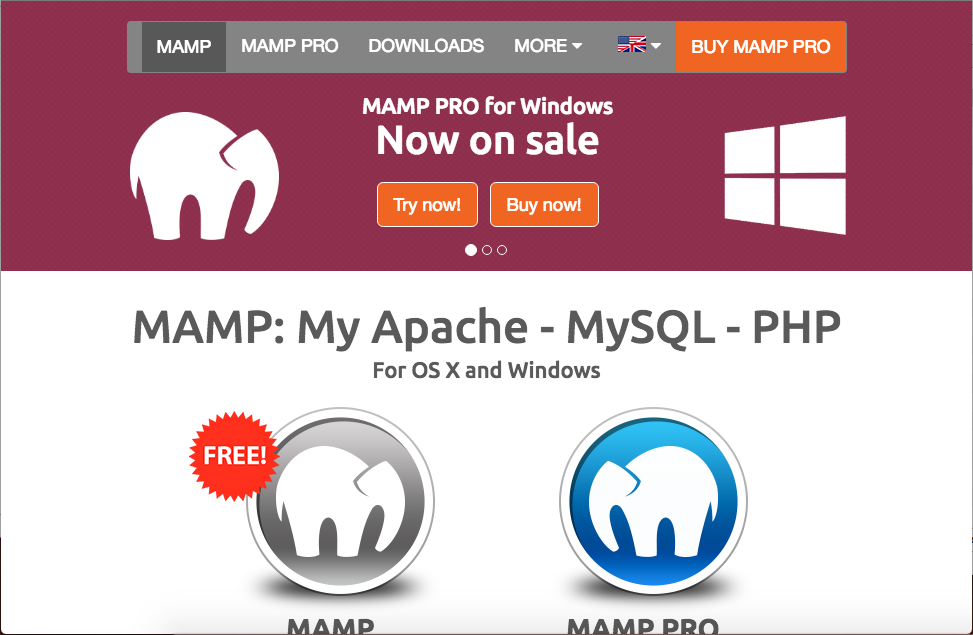 MAMP MAMP PRO DOWNLOADS MORE BUY MAMP PRO
MAMP PRO for Windows
Now on sale
Try now! Buy now!
MAMP: My Apache - MySQL - PHP
For OS X and Windows
FREE!
MAMP MAMP PRO